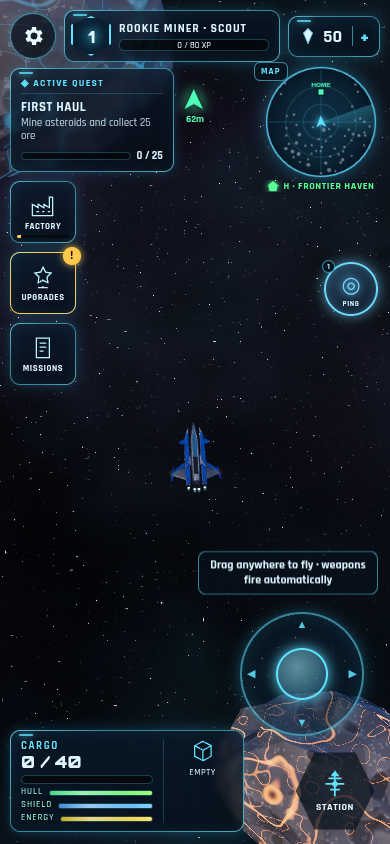 1
ROOKIE MINER · SCOUT
0 / 80 XP
50
+
ACTIVE QUEST
FIRST HAUL
Mine asteroids and collect 25
ore
0 / 25
62m
MAP
HOME
H · FRONTIER HAVEN
FACTORY
!
UPGRADES
MISSIONS
1
PING
Drag anywhere to fly · weapons
fire automatically
CARGO
0 / 40
HULL
SHIELD
ENERGY
EMPTY
STATION